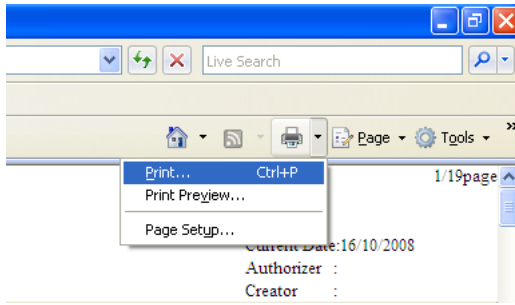 Live Search
Page Tools »
Print... Ctrl+P
1/19page
Print Preview...
Page Setup...
Current Date:16/10/2008
Authorizer :
Creator :